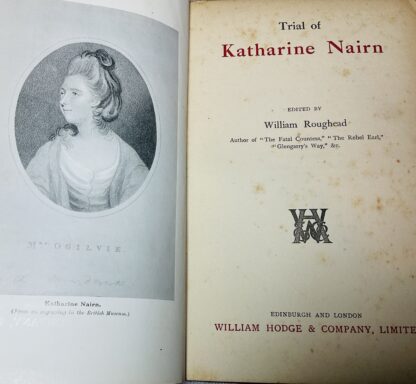 Mrs OGILVIE.
Katharine Nairn.
(From an engraving in the British Museum.)
Trial of
Katharine Nairn
EDITED BY
William Roughead
Author of "The Fatal Countess," "The Rebel Earl,"
"Glengarry's Way," &c.
EDINBURGH AND LONDON
WILLIAM HODGE & COMPANY, LIMITE